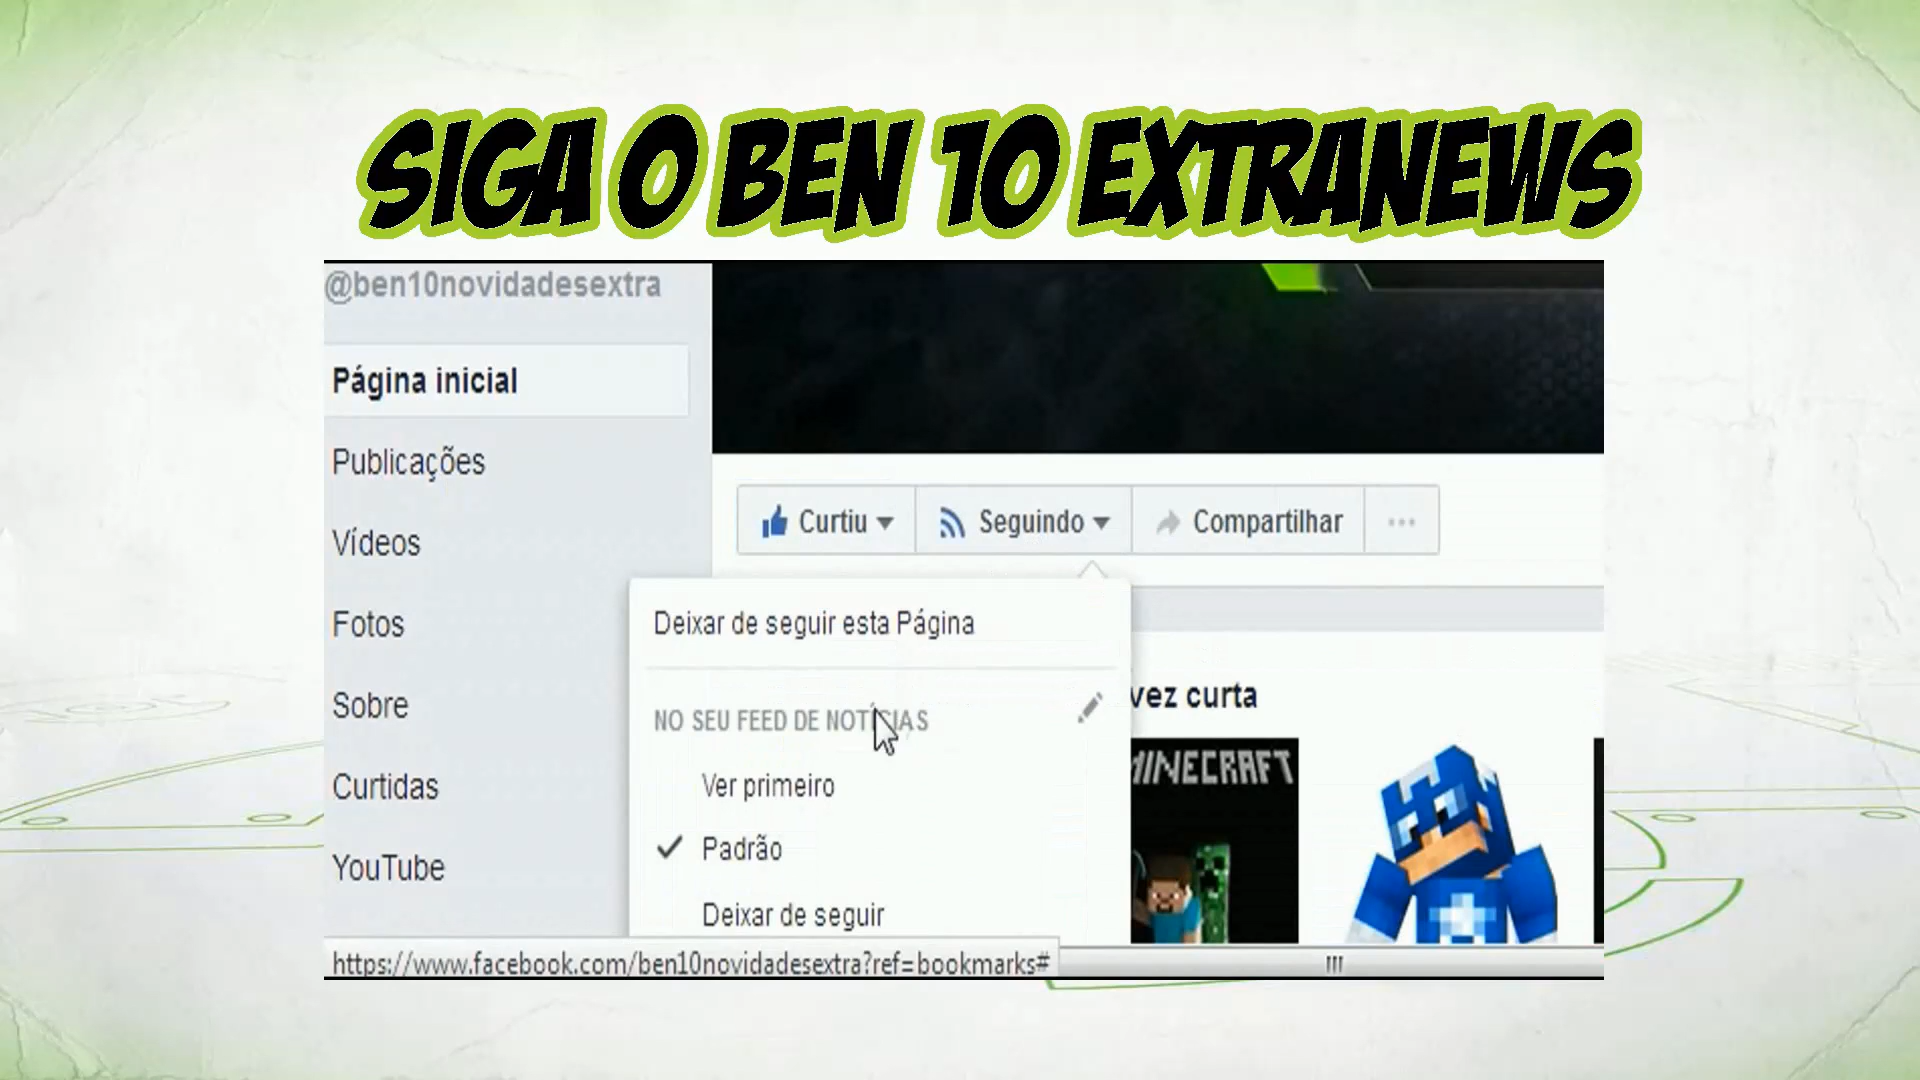 SIGA O BEN 10 EXTRANEWS
@ben10novidadesextra
Página inicial
Publicações
Vídeos
Fotos
Sobre
Curtidas
YouTube
Curtiu
Seguindo
Compartilhar
Deixar de seguir esta Página
NO SEU FEED DE NOTÍCIAS
Ver primeiro
Padrão
Deixar de seguir
vez curta
MINECRAFT
https://www.facebook.com/ben10novidadesextra?ref=bookmarks#